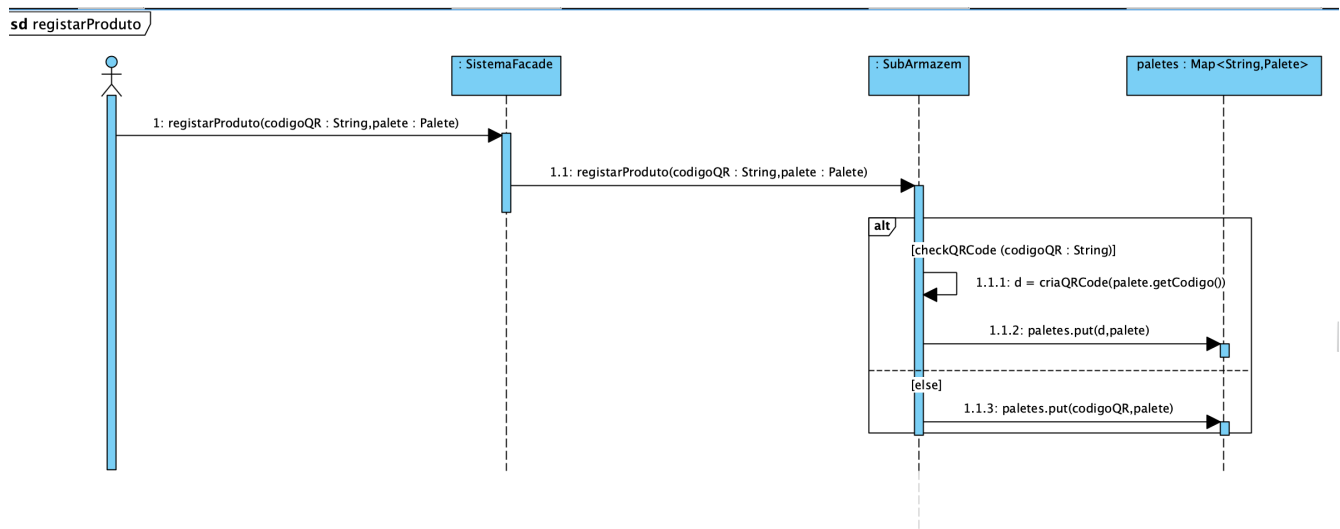 sd registarProduto
: SistemaFacade
: SubArmazem
paletes : Map<String,Palete>
1: registarProduto(codigoQR : String,palete : Palete)
1.1: registarProduto(codigoQR : String,palete : Palete)
alt
[checkQRCode (codigoQR : String)]
1.1.1: d = criaQRCode(palete.getCodigo())
1.1.2: paletes.put(d,palete)
[else]
1.1.3: paletes.put(codigoQR,palete)